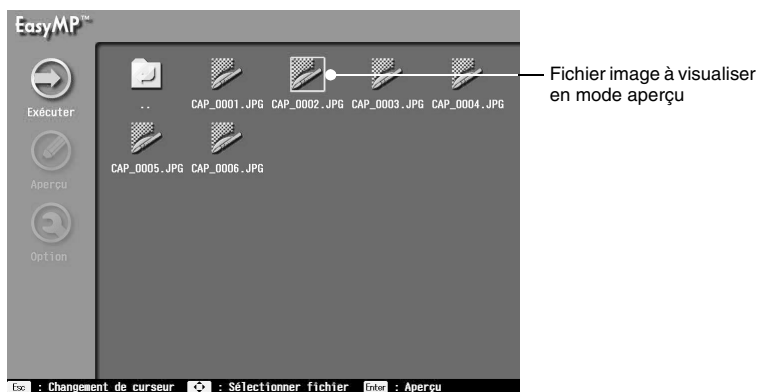 EasyMP™
Exécuter
Aperçu
Option
..
CAP_0001.JPG CAP_0002.JPG CAP_0003.JPG CAP_0004.JPG
CAP_0005.JPG CAP_0006.JPG
Fichier image à visualiser
en mode aperçu
Esc : Changement de curseur : Sélectionner fichier Enter : Aperçu